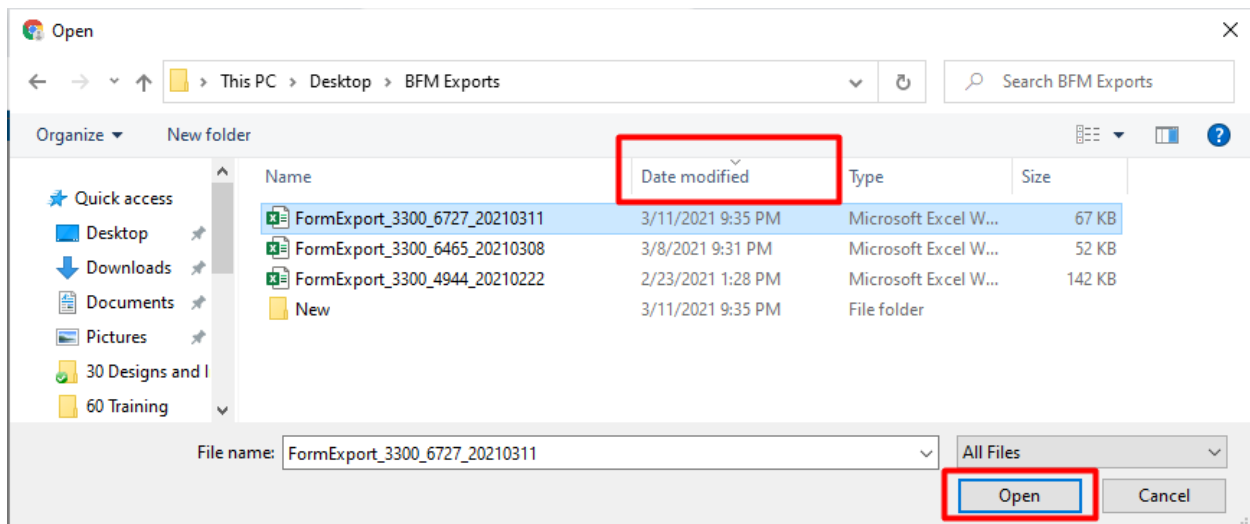 Open
This PC > Desktop > BFM Exports Search BFM Exports
Organize New folder
Name Date modified Type Size
Quick access
Desktop
Downloads
Documents
Pictures
30 Designs and I
60 Training
FormExport_3300_6727_20210311 3/11/2021 9:35 PM Microsoft Excel W... 67 KB
FormExport_3300_6465_20210308 3/8/2021 9:31 PM Microsoft Excel W... 52 KB
FormExport_3300_4944_20210222 2/23/2021 1:28 PM Microsoft Excel W... 142 KB
New 3/11/2021 9:35 PM File folder
File name: FormExport_3300_6727_20210311 All Files
Open Cancel